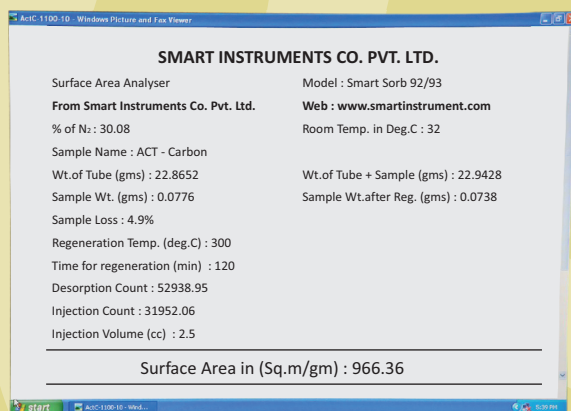 ActC-1100-10 - Windows Picture and Fax Viewer
SMART INSTRUMENTS CO. PVT. LTD.
Surface Area Analyser Model : Smart Sorb 92/93
From Smart Instruments Co. Pvt. Ltd. Web : www.smartinstrument.com
% of N₂ : 30.08 Room Temp. in Deg.C : 32
Sample Name : ACT - Carbon
Wt.of Tube (gms) : 22.8652 Wt.of Tube + Sample (gms) : 22.9428
Sample Wt. (gms) : 0.0776 Sample Wt.after Reg. (gms) : 0.0738
Sample Loss : 4.9%
Regeneration Temp. (deg.C) : 300
Time for regeneration (min) : 120
Desorption Count : 52938.95
Injection Count : 31952.06
Injection Volume (cc) : 2.5
Surface Area in (Sq.m/gm) : 966.36
start ActC-1100-10 - Wind... 5:39 PM